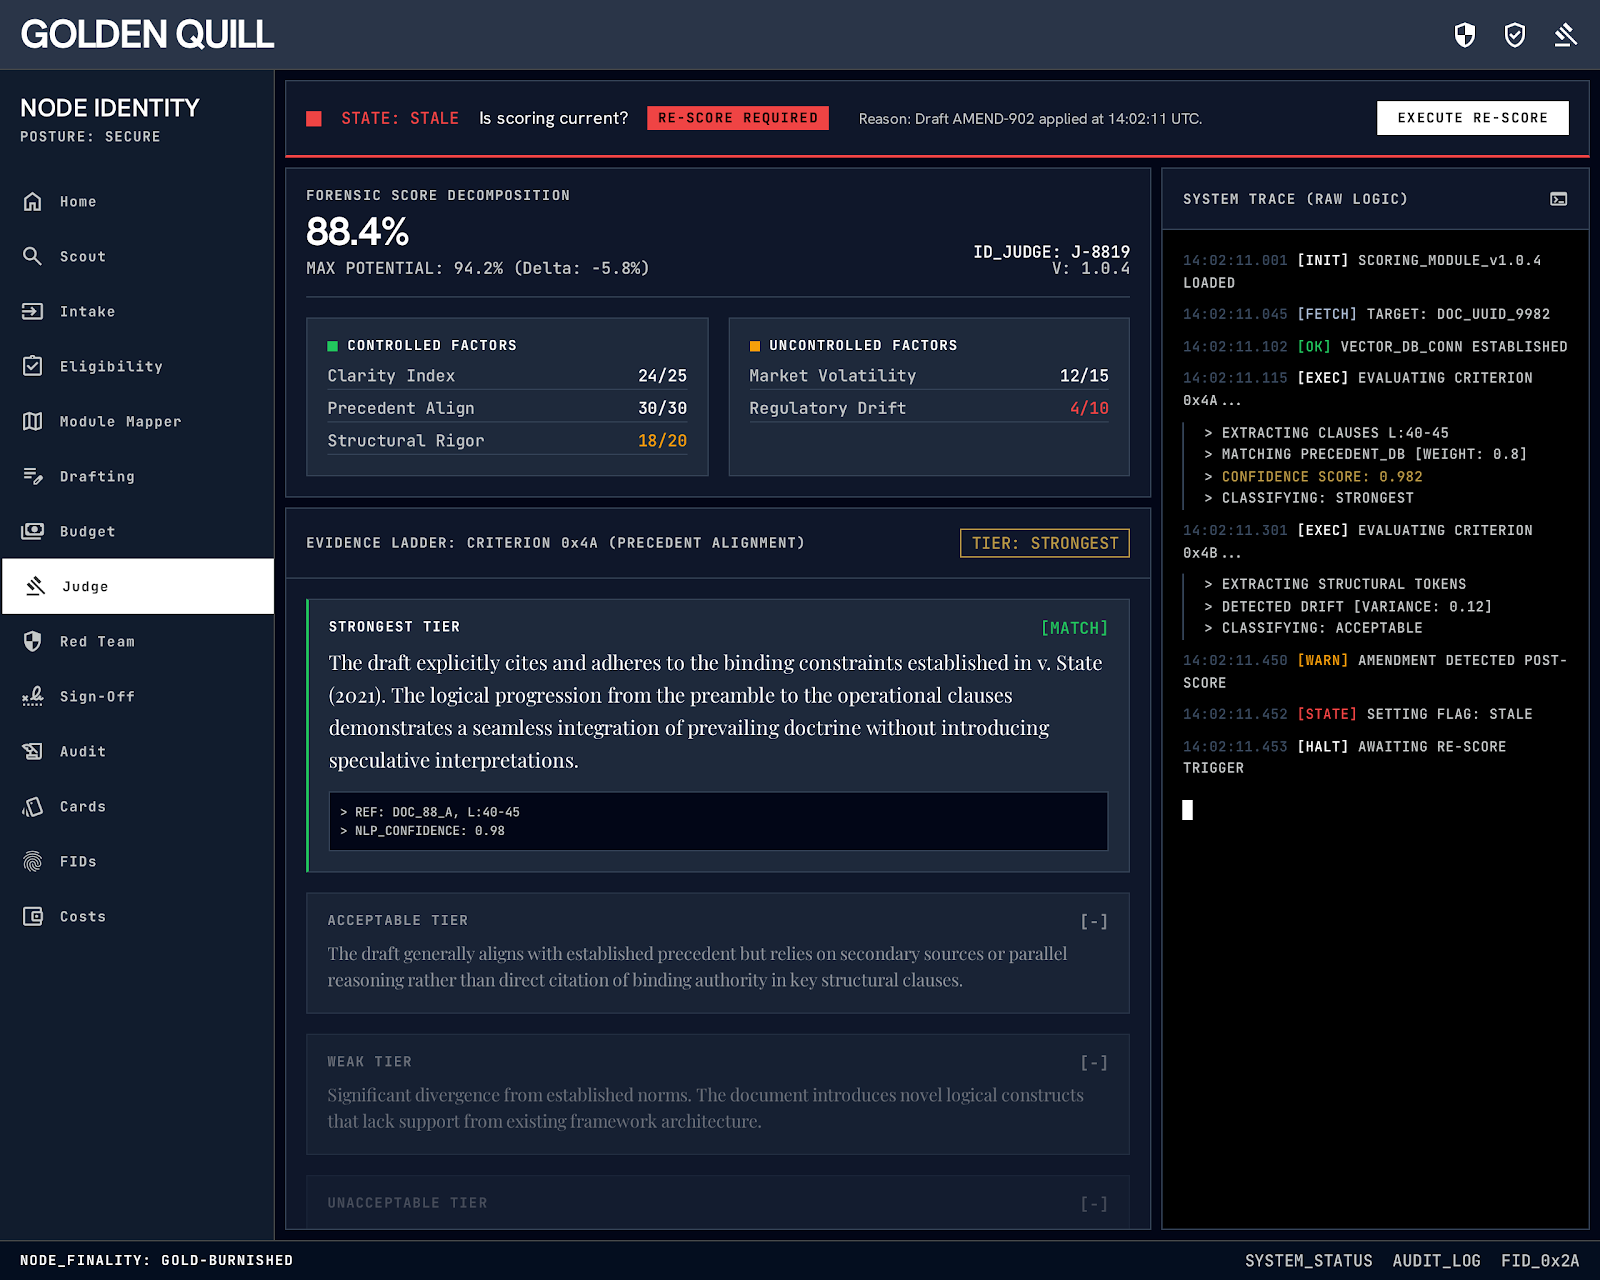 GOLDEN QUILL
NODE IDENTITY
POSTURE: SECURE
Home
Scout
Intake
Eligibility
Module Mapper
Drafting
Budget
Judge
Red Team
Sign-Off
Audit
Cards
FIDs
Costs
STATE: STALE Is scoring current? RE-SCORE REQUIRED Reason: Draft AMEND-902 applied at 14:02:11 UTC. EXECUTE RE-SCORE
FORENSIC SCORE DECOMPOSITION
88.4%
MAX POTENTIAL: 94.2% (Delta: -5.8%)
ID_JUDGE: J-8819
V: 1.0.4
CONTROLLED FACTORS
Clarity Index 24/25
Precedent Align 30/30
Structural Rigor 18/20
UNCONTROLLED FACTORS
Market Volatility 12/15
Regulatory Drift 4/10
EVIDENCE LADDER: CRITERION 0x4A (PRECEDENT ALIGNMENT) TIER: STRONGEST
STRONGEST TIER [MATCH]
The draft explicitly cites and adheres to the binding constraints established in v. State
(2021). The logical progression from the preamble to the operational clauses
demonstrates a seamless integration of prevailing doctrine without introducing
speculative interpretations.
> REF: DOC_88_A, L:40-45
> NLP_CONFIDENCE: 0.98
ACCEPTABLE TIER [-]
The draft generally aligns with established precedent but relies on secondary sources or parallel
reasoning rather than direct citation of binding authority in key structural clauses.
WEAK TIER [-]
Significant divergence from established norms. The document introduces novel logical constructs
that lack support from existing framework architecture.
UNACCEPTABLE TIER [-]
SYSTEM TRACE (RAW LOGIC)
14:02:11.001 [INIT] SCORING_MODULE_v1.0.4
LOADED
14:02:11.045 [FETCH] TARGET: DOC_UUID_9982
14:02:11.102 [OK] VECTOR_DB_CONN ESTABLISHED
14:02:11.115 [EXEC] EVALUATING CRITERION
0x4A...
> EXTRACTING CLAUSES L:40-45
> MATCHING PRECEDENT_DB [WEIGHT: 0.8]
> CONFIDENCE SCORE: 0.982
> CLASSIFYING: STRONGEST
14:02:11.301 [EXEC] EVALUATING CRITERION
0x4B...
> EXTRACTING STRUCTURAL TOKENS
> DETECTED DRIFT [VARIANCE: 0.12]
> CLASSIFYING: ACCEPTABLE
14:02:11.450 [WARN] AMENDMENT DETECTED POST-
SCORE
14:02:11.452 [STATE] SETTING FLAG: STALE
14:02:11.453 [HALT] AWAITING RE-SCORE
TRIGGER
NODE_FINALITY: GOLD-BURNISHED
SYSTEM_STATUS AUDIT_LOG FID_0x2A